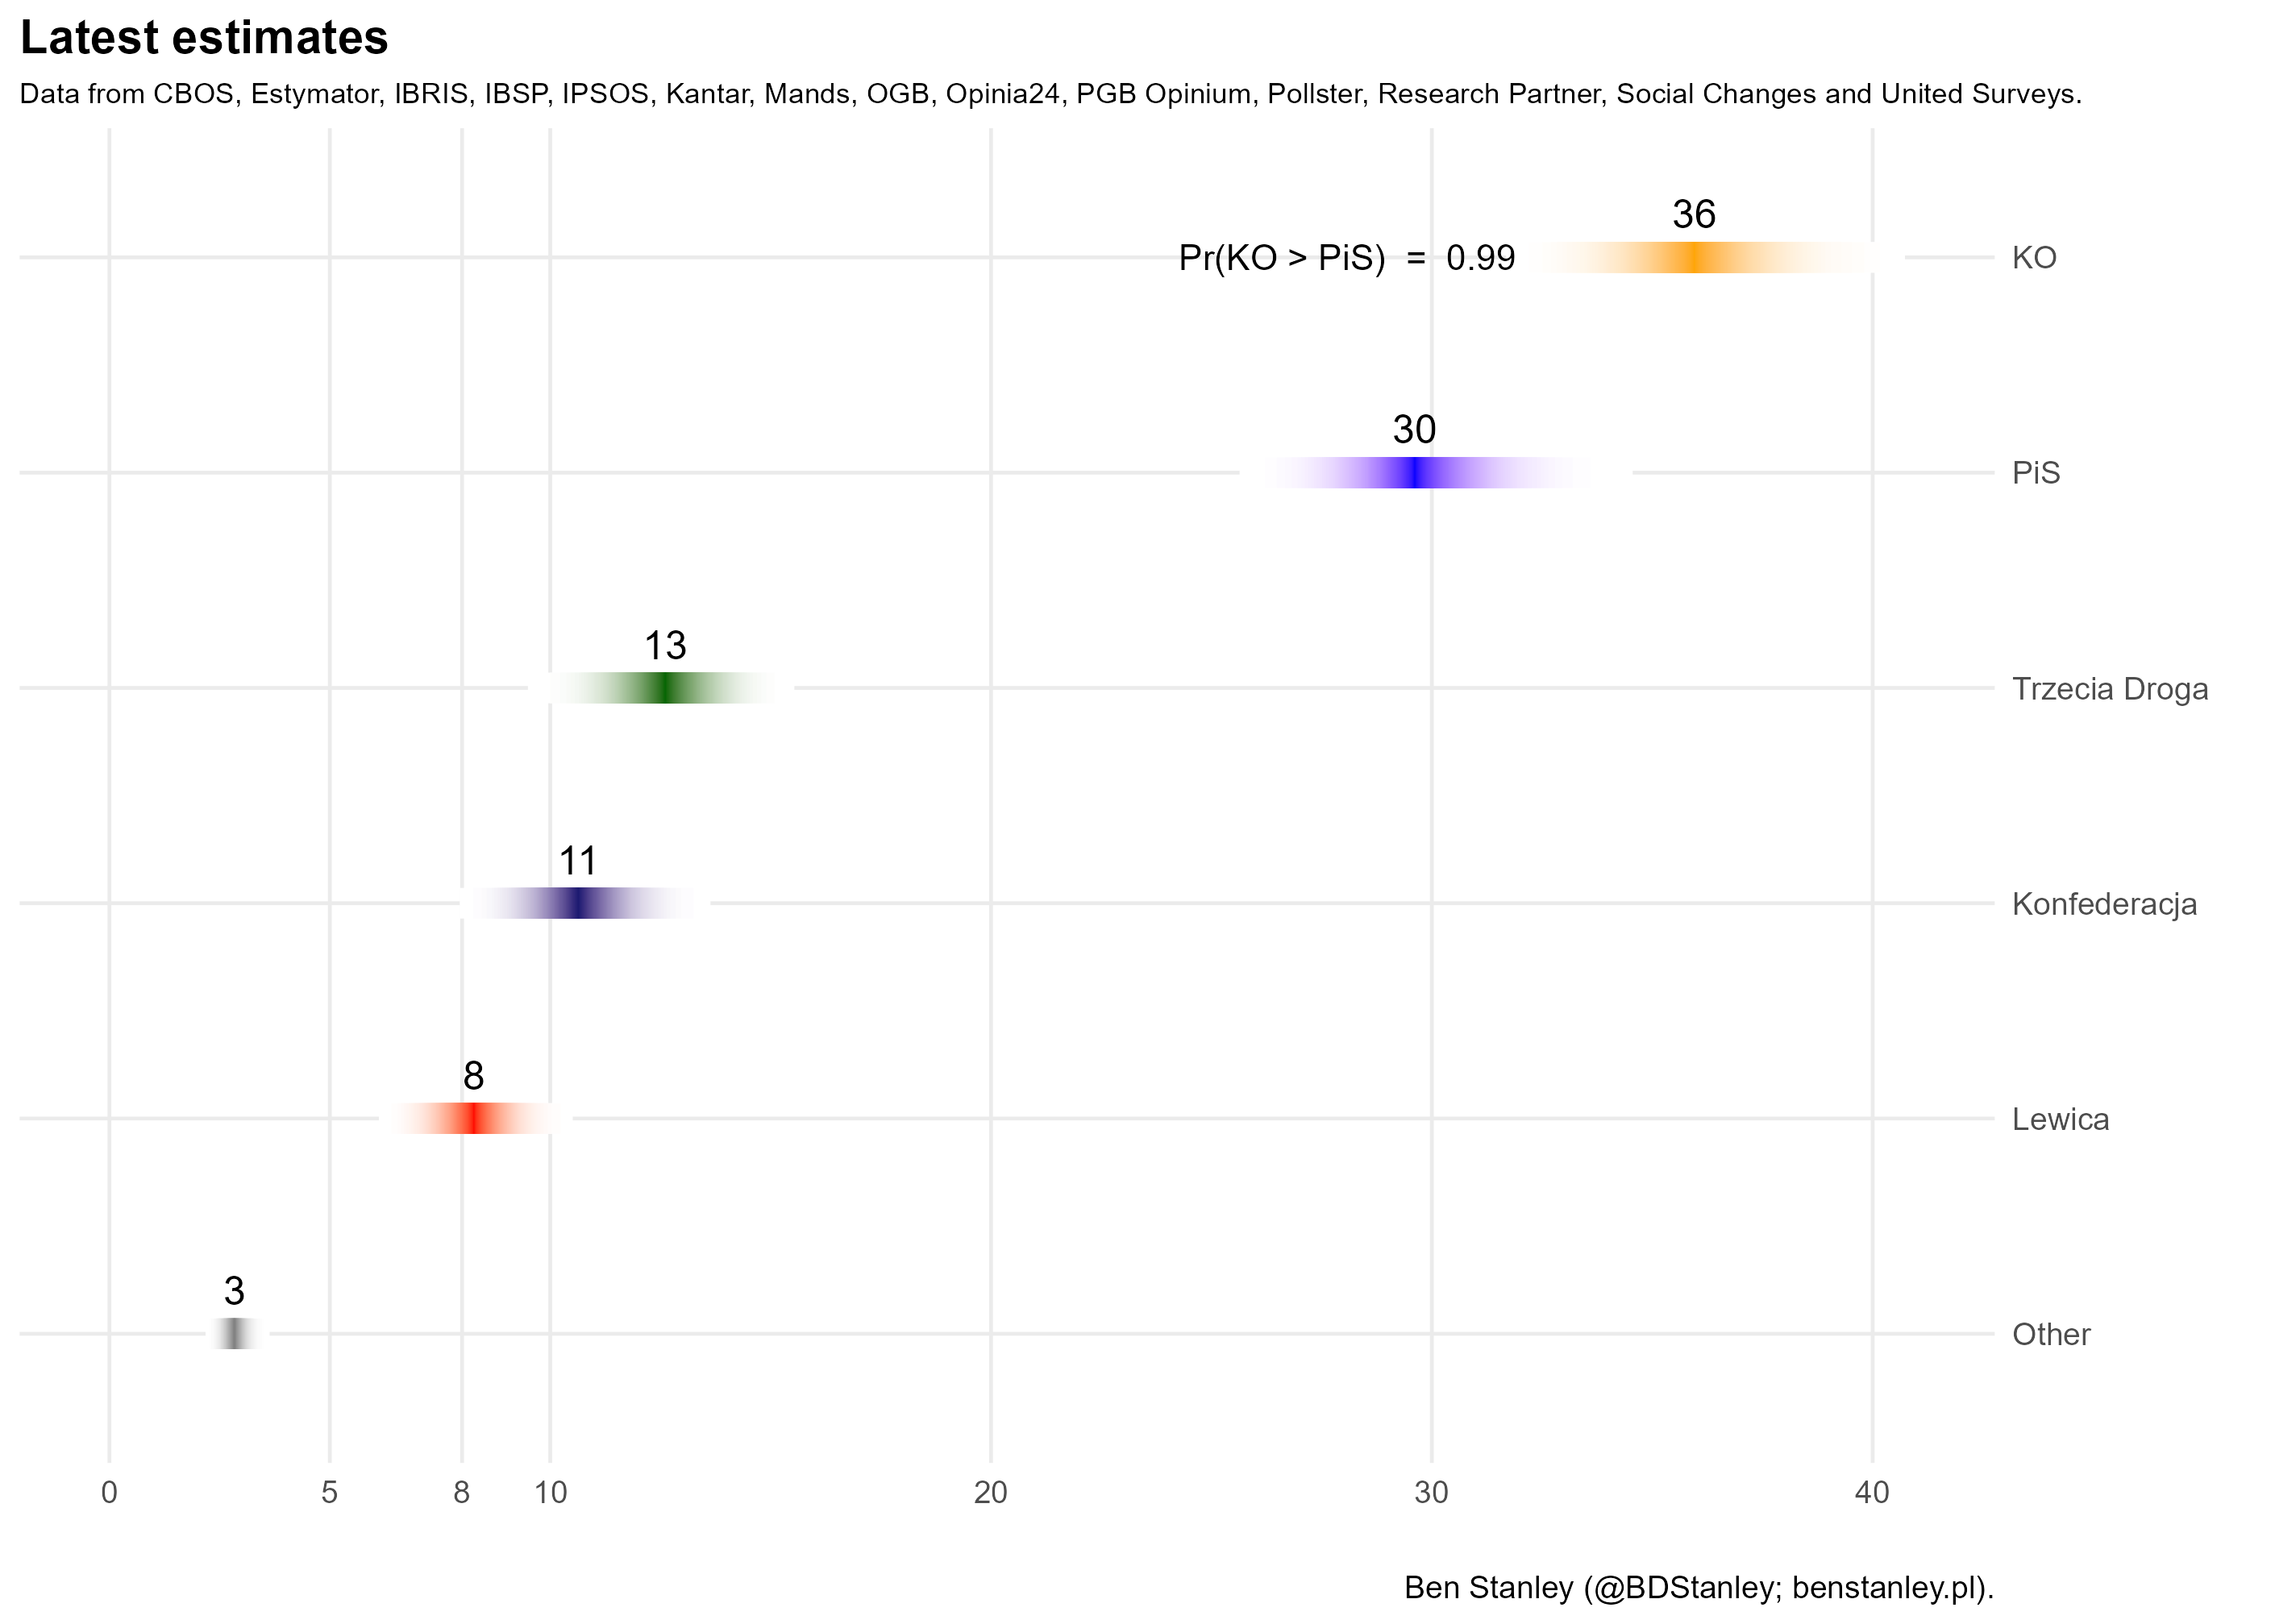 Latest estimates
Data from CBOS, Estymator, IBRIS, IBSP, IPSOS, Kantar, Mands, OGB, Opinia24, PGB Opinium, Pollster, Research Partner, Social Changes and United Surveys.
36
Pr(KO > PiS) = 0.99
KO
30
PiS
13
Trzecia Droga
11
Konfederacja
8
Lewica
3
Other
0 5 8 10 20 30 40
Ben Stanley (@BDStanley; benstanley.pl).